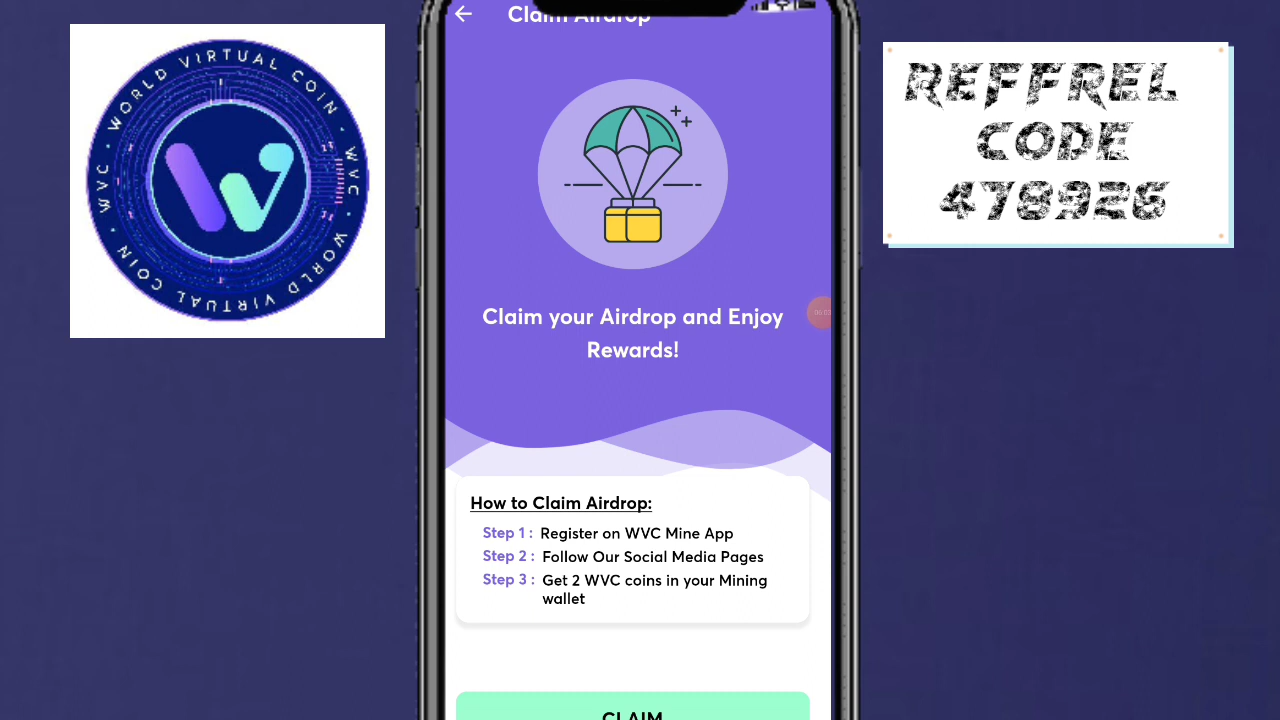 WORLD VIRTUAL COIN • WVC • WORLD VIRTUAL COIN • WVC •
Claim Airdrop
Claim your Airdrop and Enjoy
Rewards!
How to Claim Airdrop:
Step 1 : Register on WVC Mine App
Step 2 : Follow Our Social Media Pages
Step 3 : Get 2 WVC coins in your Mining
wallet
CLAIM
REFFREL
CODE
478926